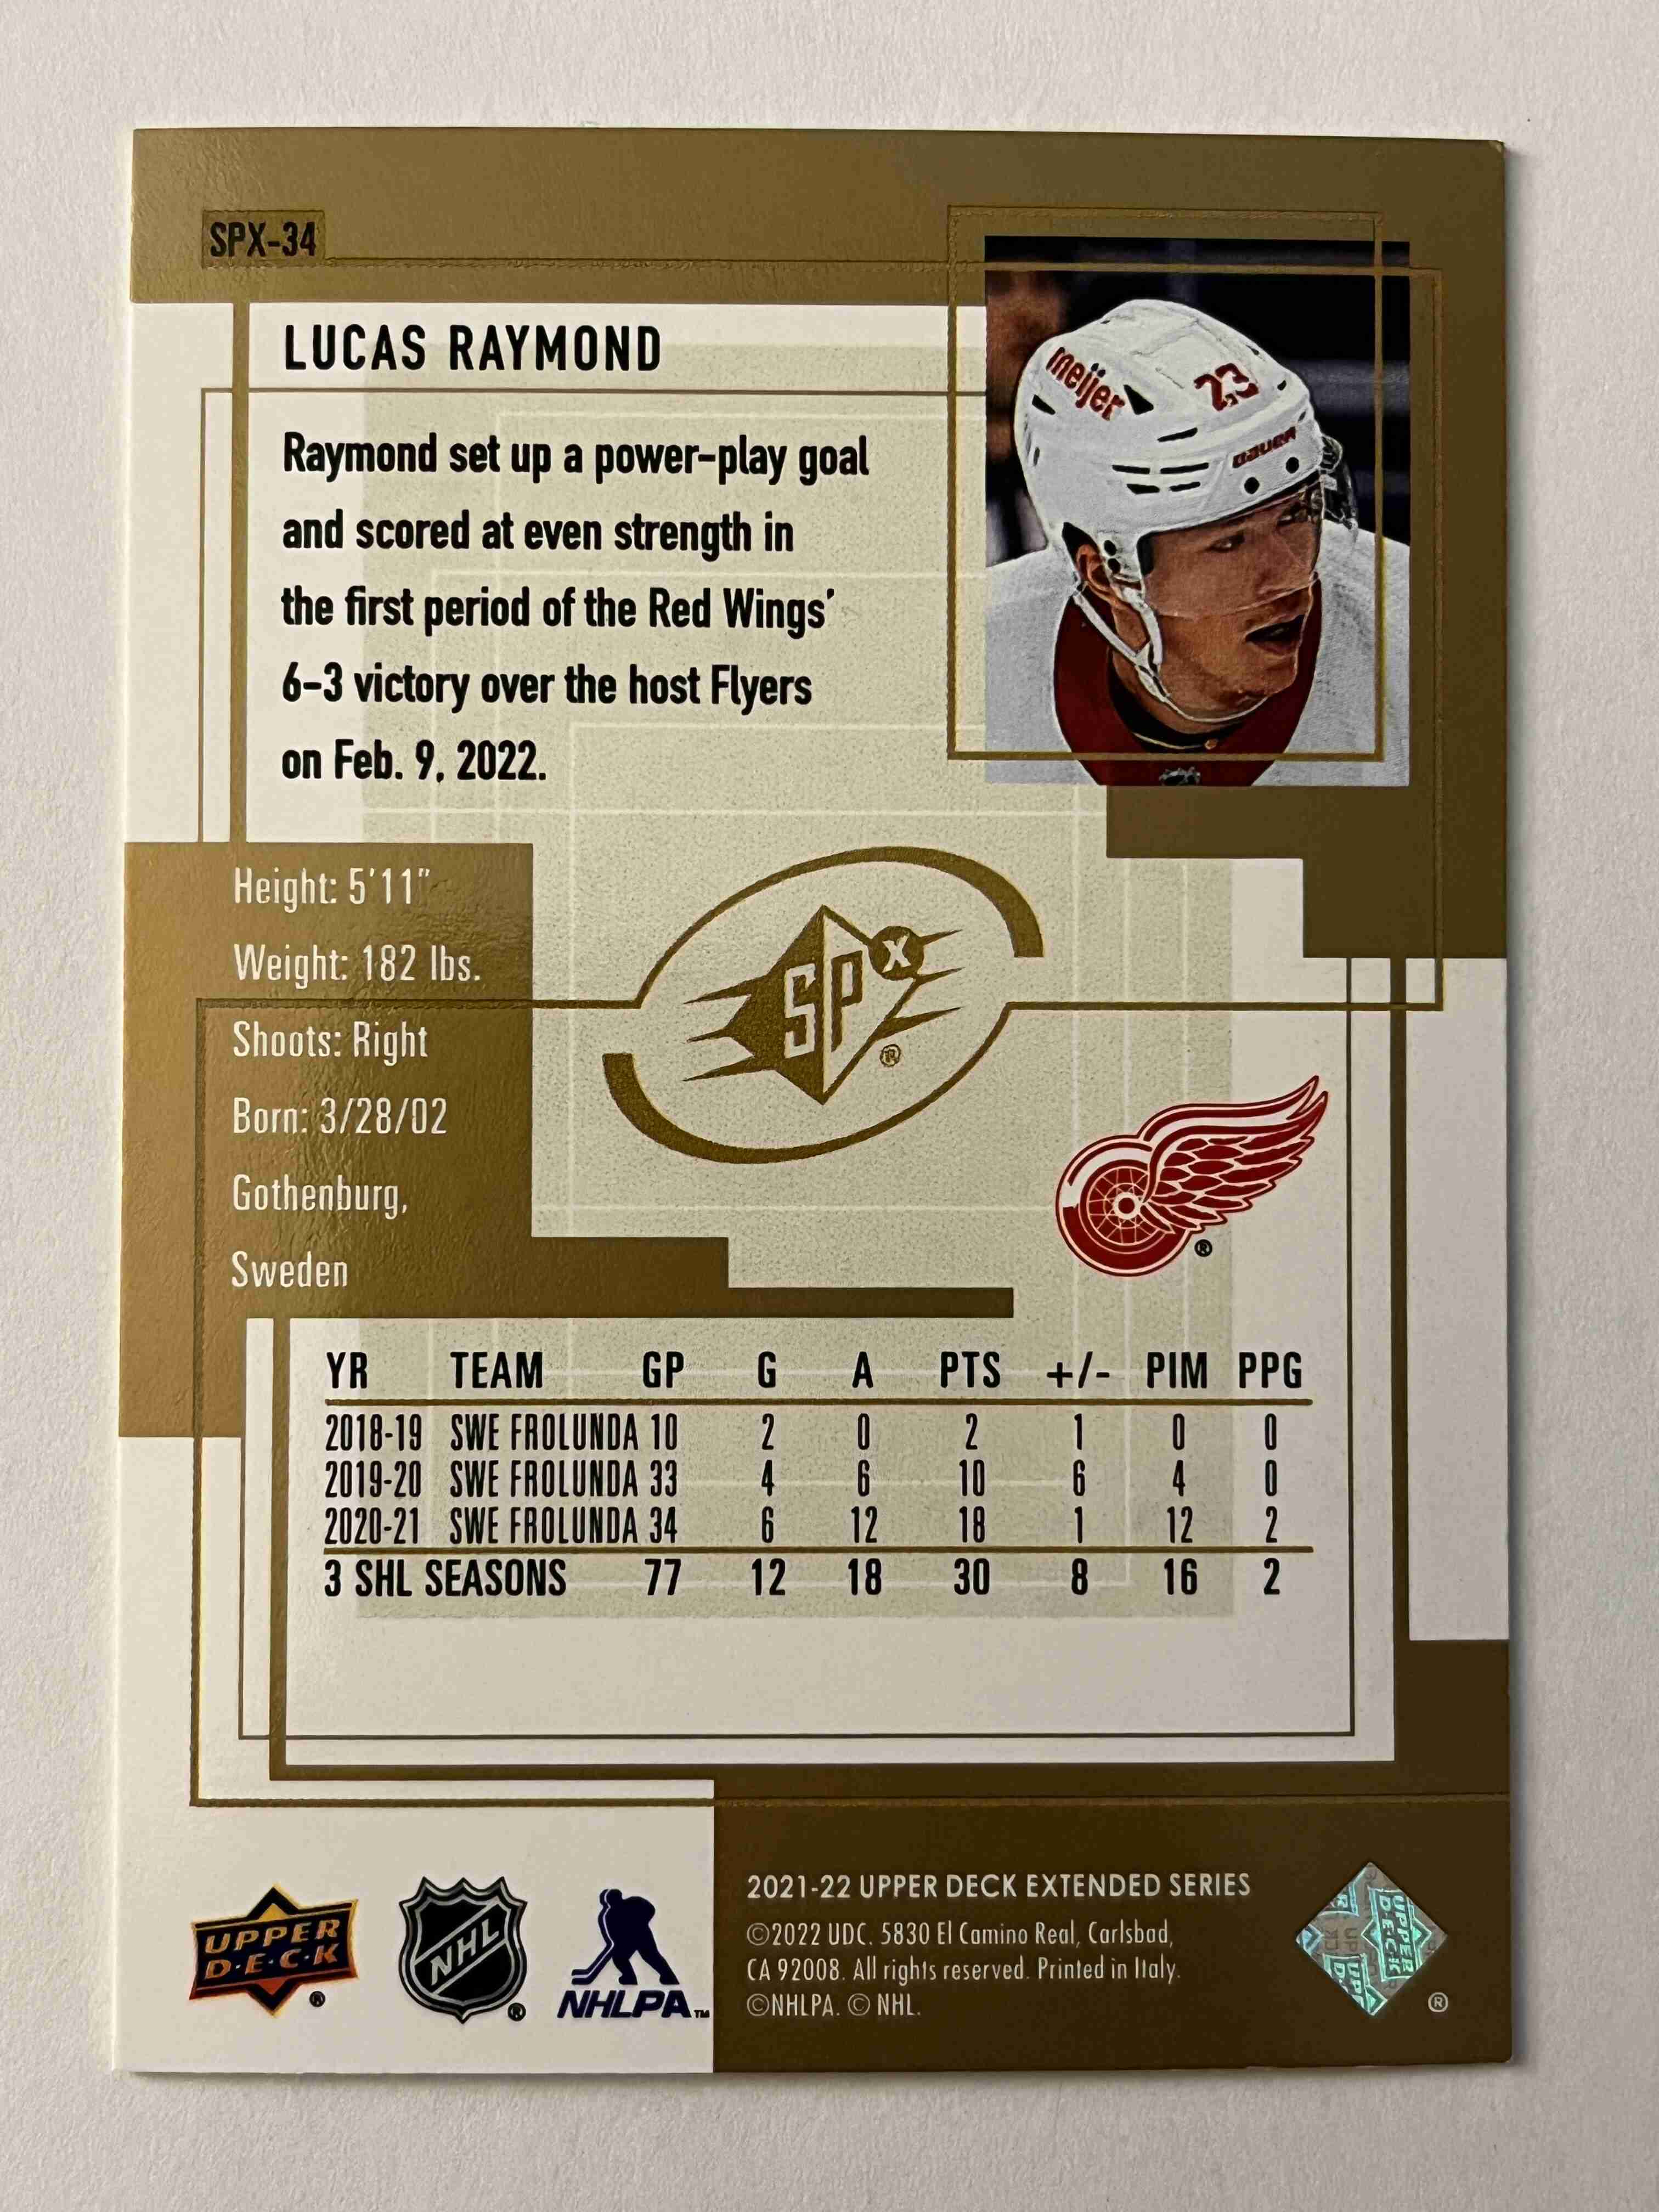 SPX-34
LUCAS RAYMOND
Raymond set up a power-play goal
and scored at even strength in
the first period of the Red Wings'
6-3 victory over the host Flyers
on Feb. 9, 2022.
meijer 23
BAUER
Height: 5'11"
Weight: 182 lbs.
Shoots: Right
Born: 3/28/02
Gothenburg,
Sweden
SPX®
®
YR TEAM GP G A PTS +/- PIM PPG
2018-19 SWE FROLUNDA 10 2 0 2 1 0 0
2019-20 SWE FROLUNDA 33 4 6 10 6 4 0
2020-21 SWE FROLUNDA 34 6 12 18 1 12 2
3 SHL SEASONS 77 12 18 30 8 16 2
UPPER
D·E·C·K
®
NHL
®
NHLPA™
2021-22 UPPER DECK EXTENDED SERIES
©2022 UDC. 5830 El Camino Real, Carlsbad,
CA 92008. All rights reserved. Printed in Italy.
©NHLPA. © NHL.
UPPER
DECK
®